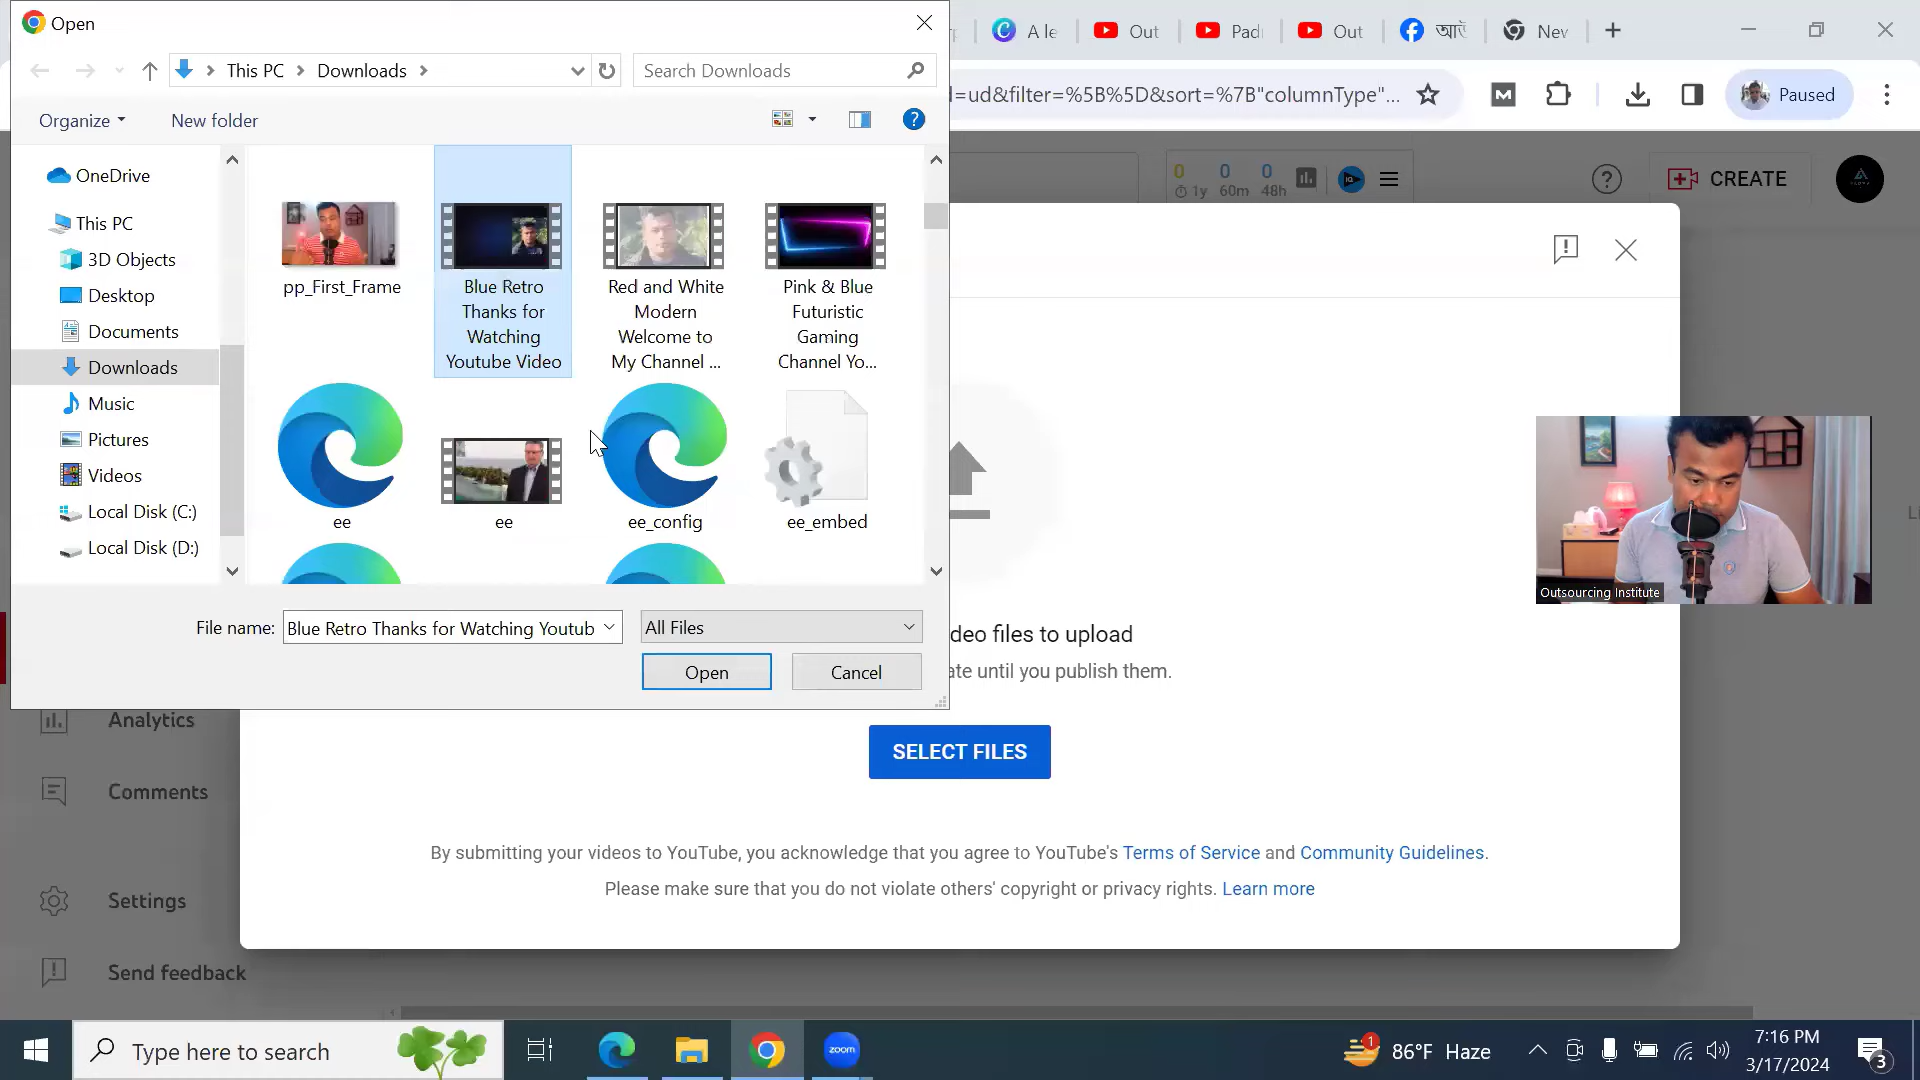 Open
A le
Out
Pad
Out
আই
Nev
This PC
Downloads
Search Downloads
d=ud&filter=%5B%5D&sort=%7B"columnType"...
Paused
Organize
New folder
OneDrive
This PC
3D Objects
Desktop
Documents
Downloads
Music
Pictures
Videos
Local Disk (C:)
Local Disk (D:)
pp_First_Frame
Blue Retro
Thanks for
Watching
Youtube Video
Red and White
Modern
Welcome to
My Channel ...
Pink & Blue
Futuristic
Gaming
Channel Yo...
ee
ee
ee_config
ee_embed
File name:
Blue Retro Thanks for Watching Youtub
All Files
Open
Cancel
0 0 0
1y 60m 48h
CREATE
deo files to upload
ate until you publish them.
SELECT FILES
By submitting your videos to YouTube, you acknowledge that you agree to YouTube's Terms of Service and Community Guidelines.
Please make sure that you do not violate others' copyright or privacy rights. Learn more
Analytics
Comments
Settings
Send feedback
Outsourcing Institute
Type here to search
zoom
1
86°F Haze
7:16 PM
3/17/2024
3